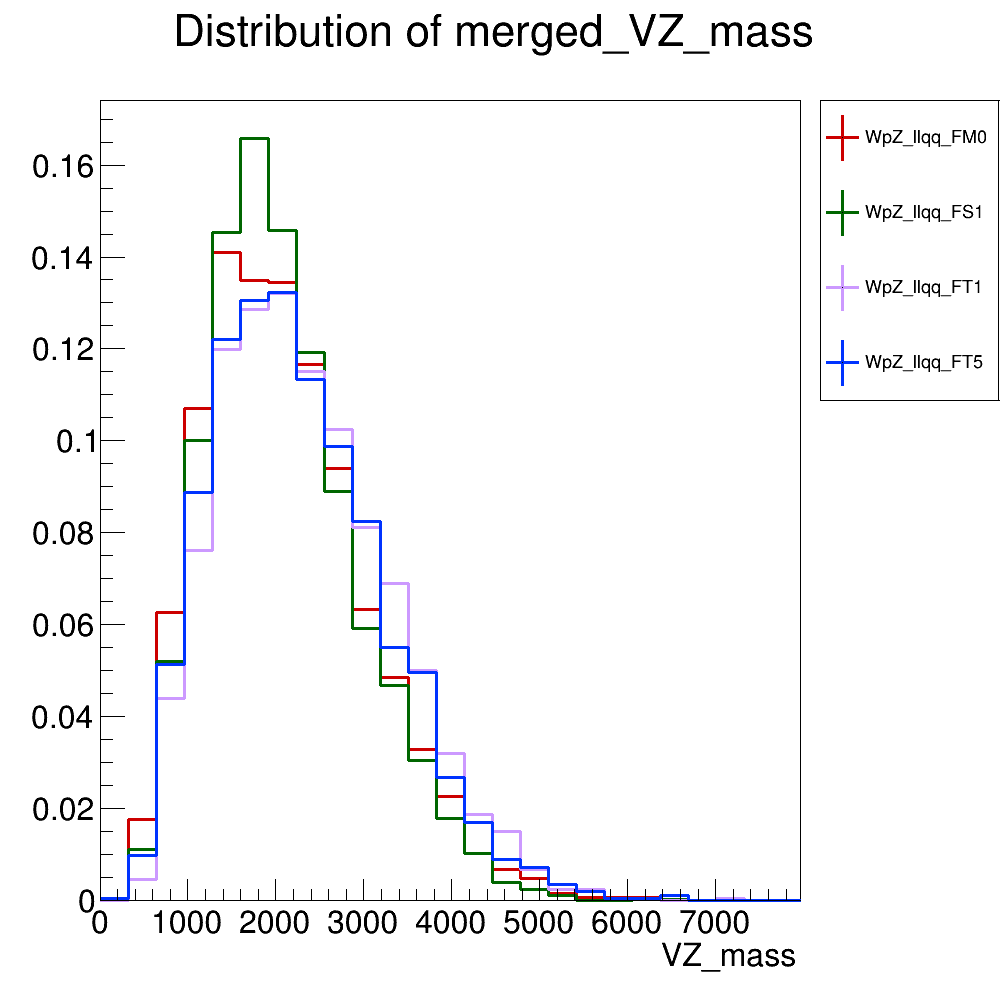 Distribution of merged_VZ_mass
WpZ_llqq_FM0
WpZ_llqq_FS1
WpZ_llqq_FT1
WpZ_llqq_FT5
0.16
0.14
0.12
0.1
0.08
0.06
0.04
0.02
0
0 1000 2000 3000 4000 5000 6000 7000
VZ_mass